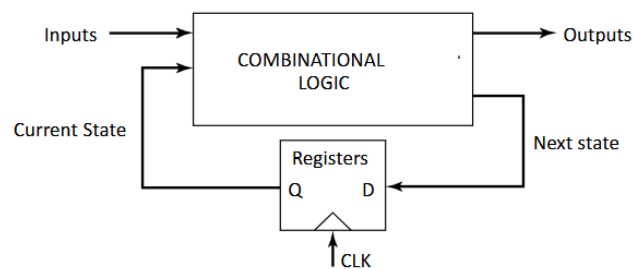 Inputs
Outputs
COMBINATIONAL
LOGIC
Current State
Next state
Registers
Q D
CLK